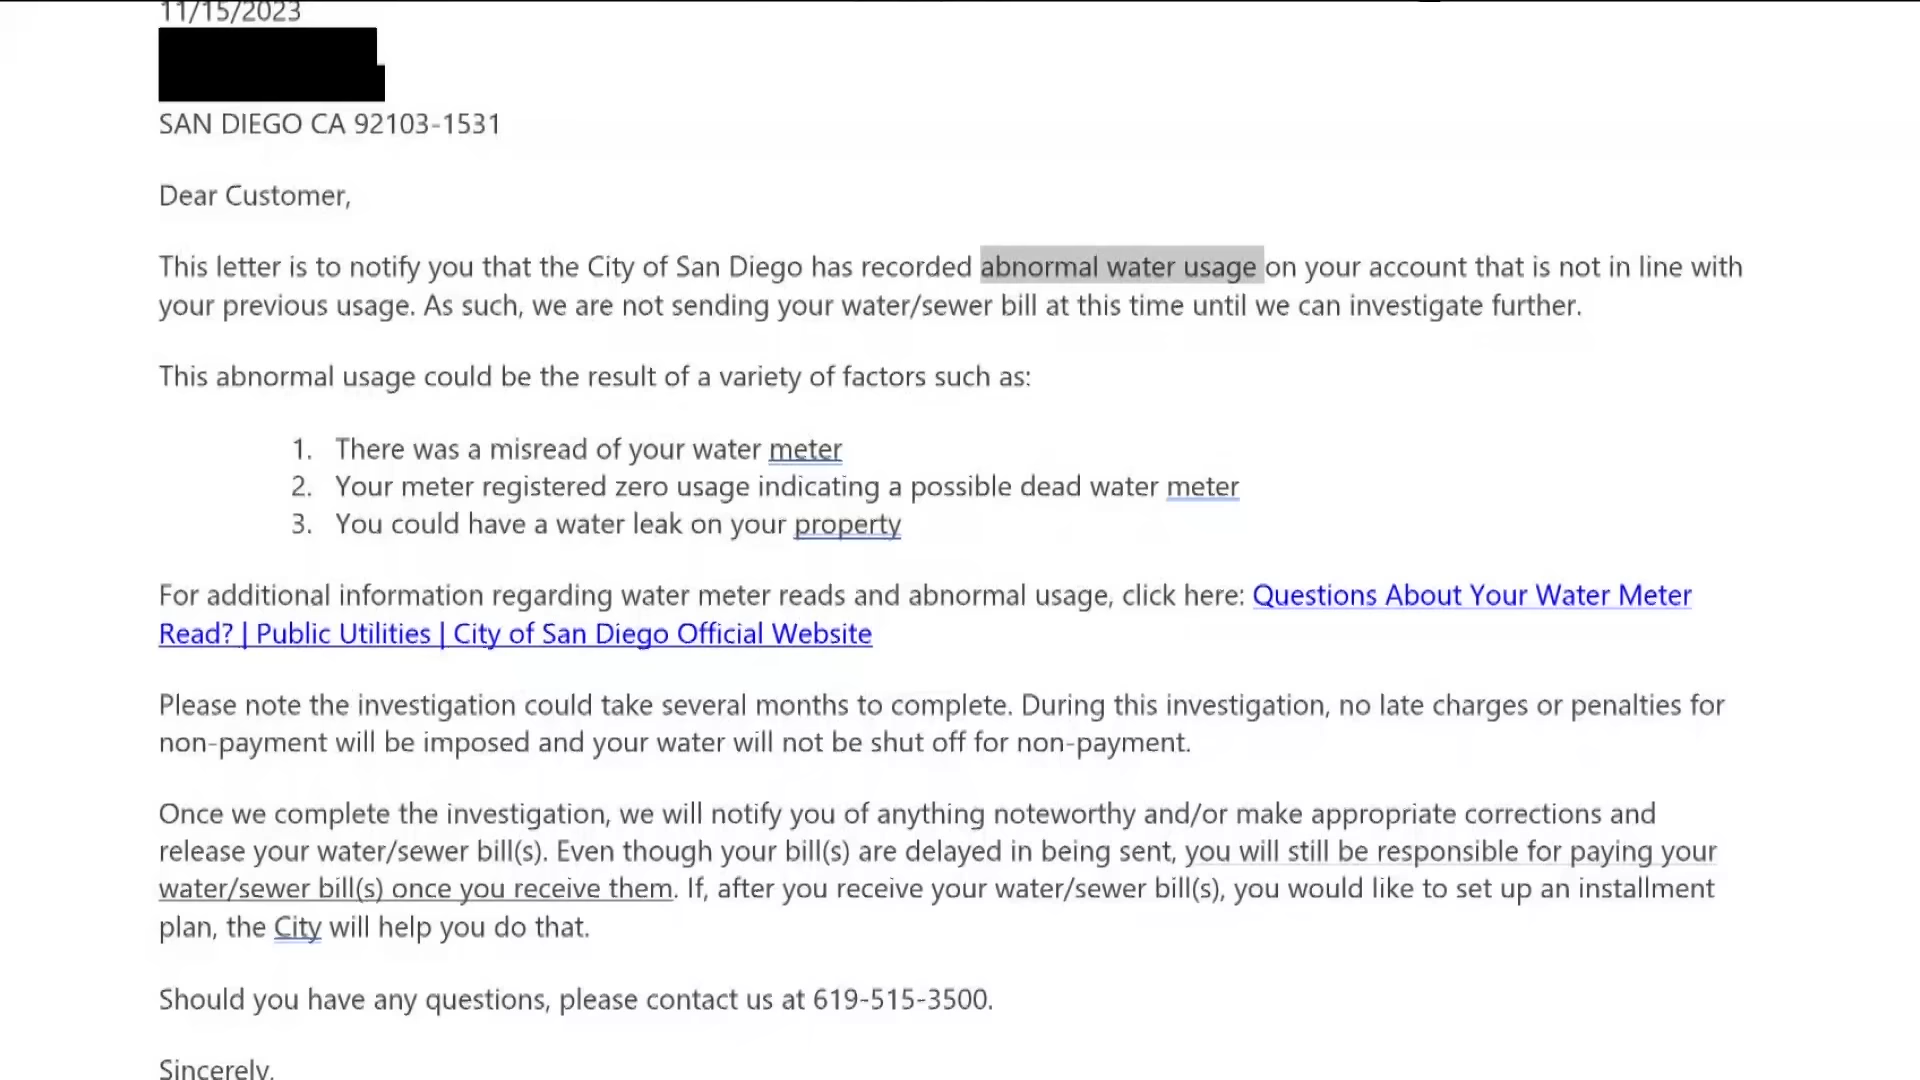 11/15/2023
SAN DIEGO CA 92103-1531
Dear Customer,
This letter is to notify you that the City of San Diego has recorded abnormal water usage on your account that is not in line with
your previous usage. As such, we are not sending your water/sewer bill at this time until we can investigate further.
This abnormal usage could be the result of a variety of factors such as:
1. There was a misread of your water meter
2. Your meter registered zero usage indicating a possible dead water meter
3. You could have a water leak on your property
For additional information regarding water meter reads and abnormal usage, click here: Questions About Your Water Meter
Read? | Public Utilities | City of San Diego Official Website
Please note the investigation could take several months to complete. During this investigation, no late charges or penalties for
non-payment will be imposed and your water will not be shut off for non-payment.
Once we complete the investigation, we will notify you of anything noteworthy and/or make appropriate corrections and
release your water/sewer bill(s). Even though your bill(s) are delayed in being sent, you will still be responsible for paying your
water/sewer bill(s) once you receive them. If, after you receive your water/sewer bill(s), you would like to set up an installment
plan, the City will help you do that.
Should you have any questions, please contact us at 619-515-3500.
Sincerely,